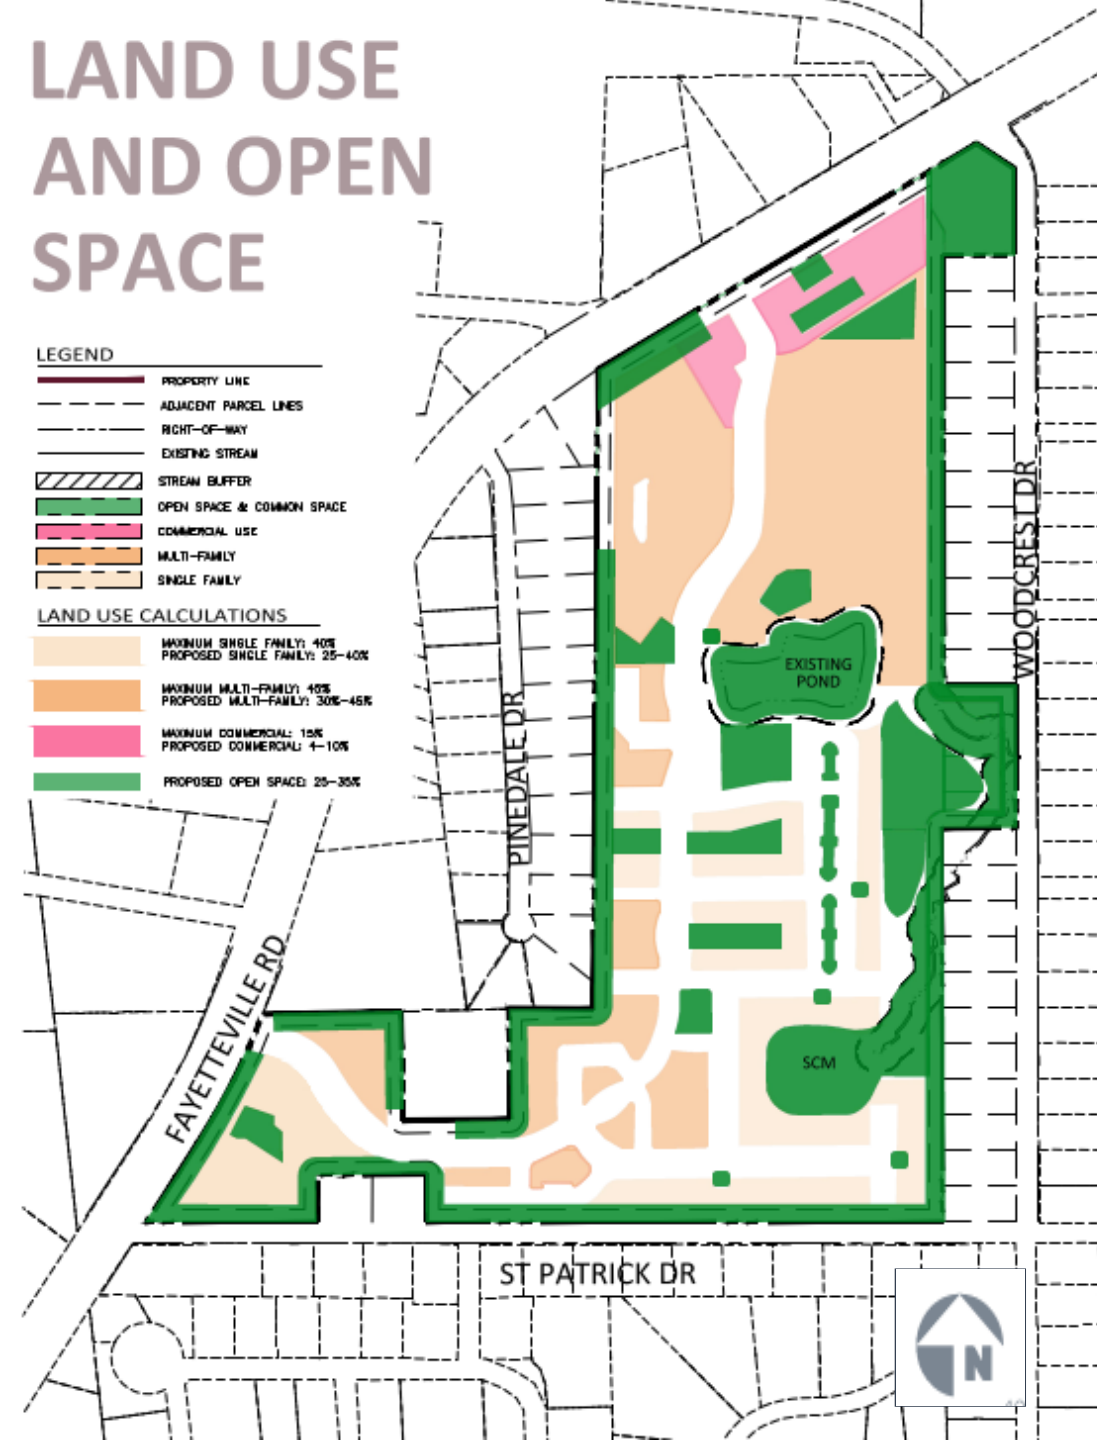 LAND USE
AND OPEN
SPACE
LEGEND
PROPERTY LINE
ADJACENT PARCEL LINES
RIGHT-OF-WAY
EXISTING STREAM
STREAM BUFFER
OPEN SPACE & COMMON SPACE
COMMERCIAL USE
MULTI-FAMILY
SINGLE FAMILY
LAND USE CALCULATIONS
MAXIMUM SINGLE FAMILY: 40%
PROPOSED SINGLE FAMILY: 25-40%
MAXIMUM MULTI-FAMILY: 45%
PROPOSED MULTI-FAMILY: 30%-45%
MAXIMUM COMMERCIAL: 15%
PROPOSED COMMERCIAL: 4-10%
PROPOSED OPEN SPACE: 25-35%
WOODCREST DR
EXISTING
POND
PINEDALE DR
FAYETTEVILLE RD
SCM
ST PATRICK DR
N